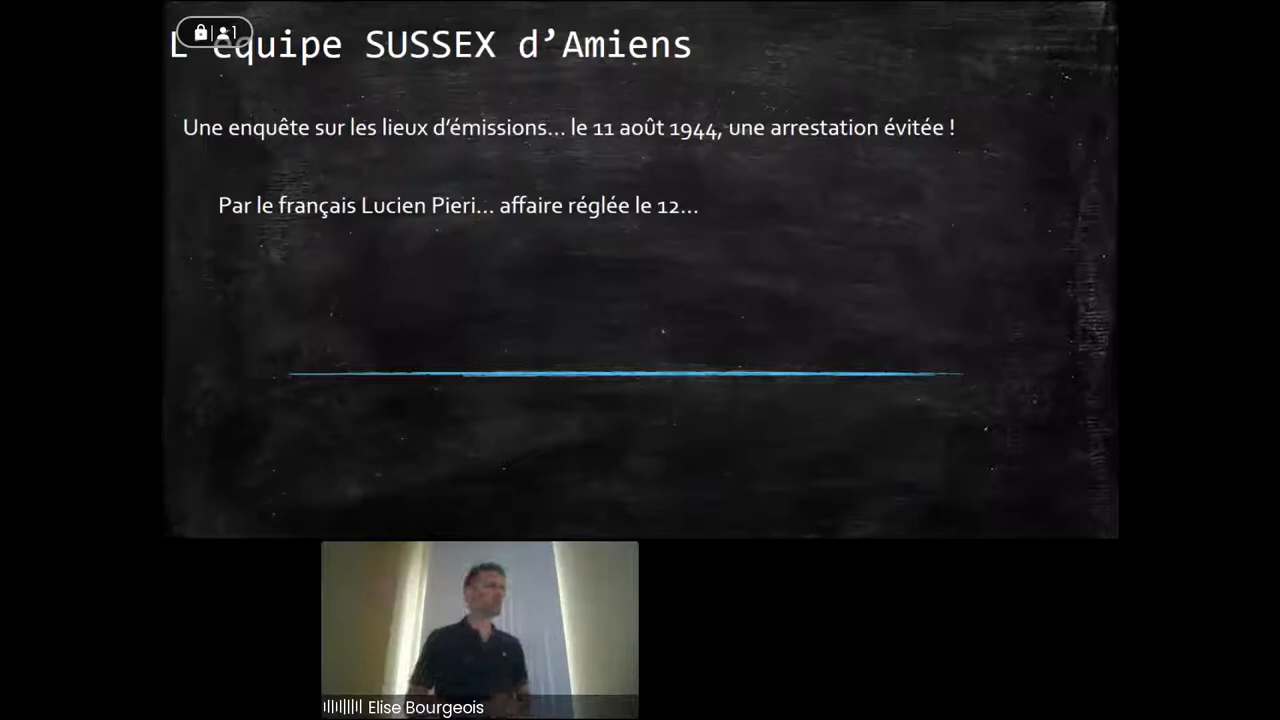 L'équipe SUSSEX d’Amiens
1
Une enquête sur les lieux d’émissions... le 11 août 1944, une arrestation évitée !
Par le français Lucien Pieri... affaire réglée le 12...
Elise Bourgeois